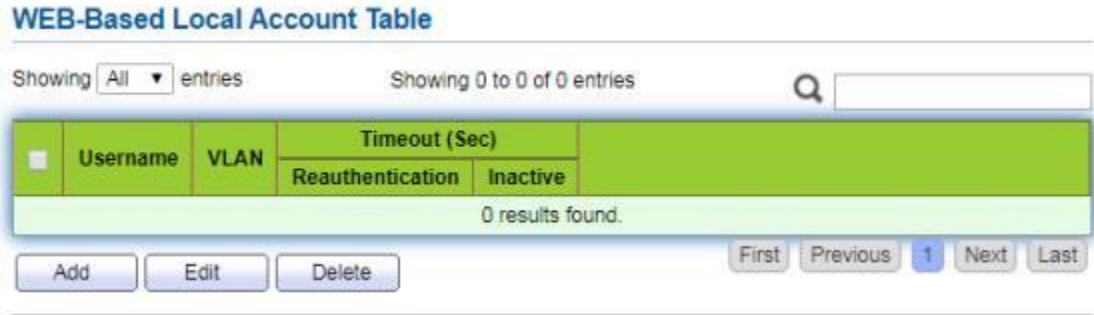 WEB-Based Local Account Table
Showing All entries Showing 0 to 0 of 0 entries
Timeout (Sec)
Username VLAN
Reauthentication Inactive
0 results found.
Add Edit Delete First Previous 1 Next Last